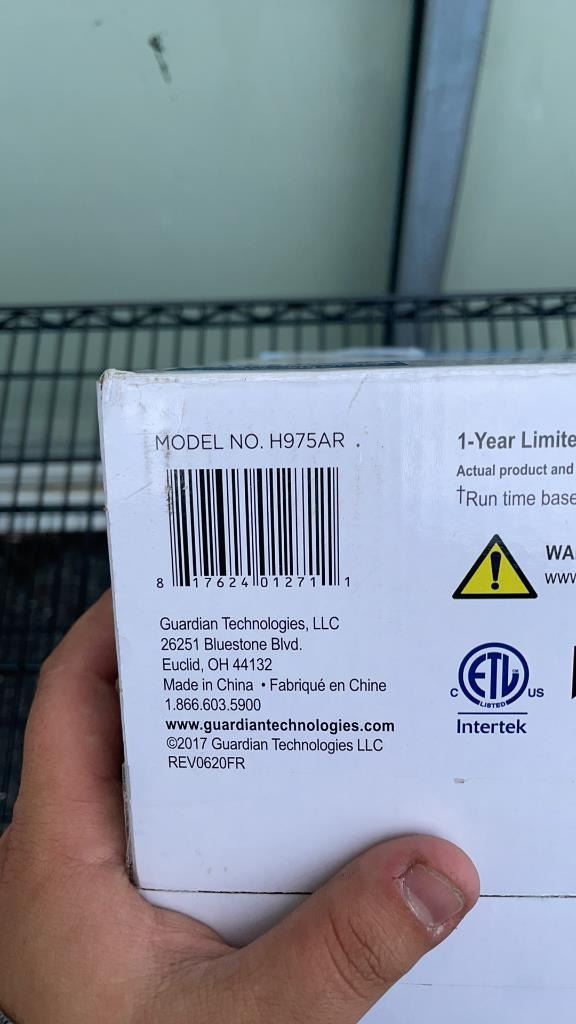 MODEL NO. H975AR .
8 17624 01271 1
Guardian Technologies, LLC
26251 Bluestone Blvd.
Euclid, OH 44132
Made in China • Fabriqué en Chine
1.866.603.5900
www.guardiantechnologies.com
©2017 Guardian Technologies LLC
REV0620FR
1-Year Limite
Actual product and
†Run time base
WA
www
ETL
LISTED
C US
Intertek